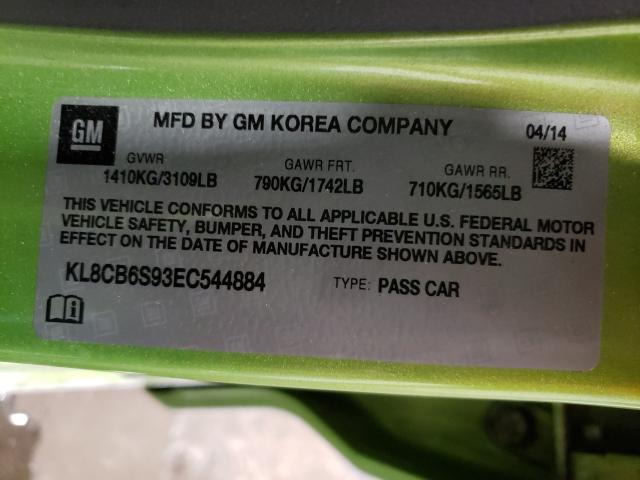 GM
MFD BY GM KOREA COMPANY
04/14
GVWR GAWR FRT. GAWR RR.
1410KG/3109LB 790KG/1742LB 710KG/1565LB
THIS VEHICLE CONFORMS TO ALL APPLICABLE U.S. FEDERAL MOTOR
VEHICLE SAFETY, BUMPER, AND THEFT PREVENTION STANDARDS IN
EFFECT ON THE DATE OF MANUFACTURE SHOWN ABOVE.
KL8CB6S93EC544884 TYPE: PASS CAR